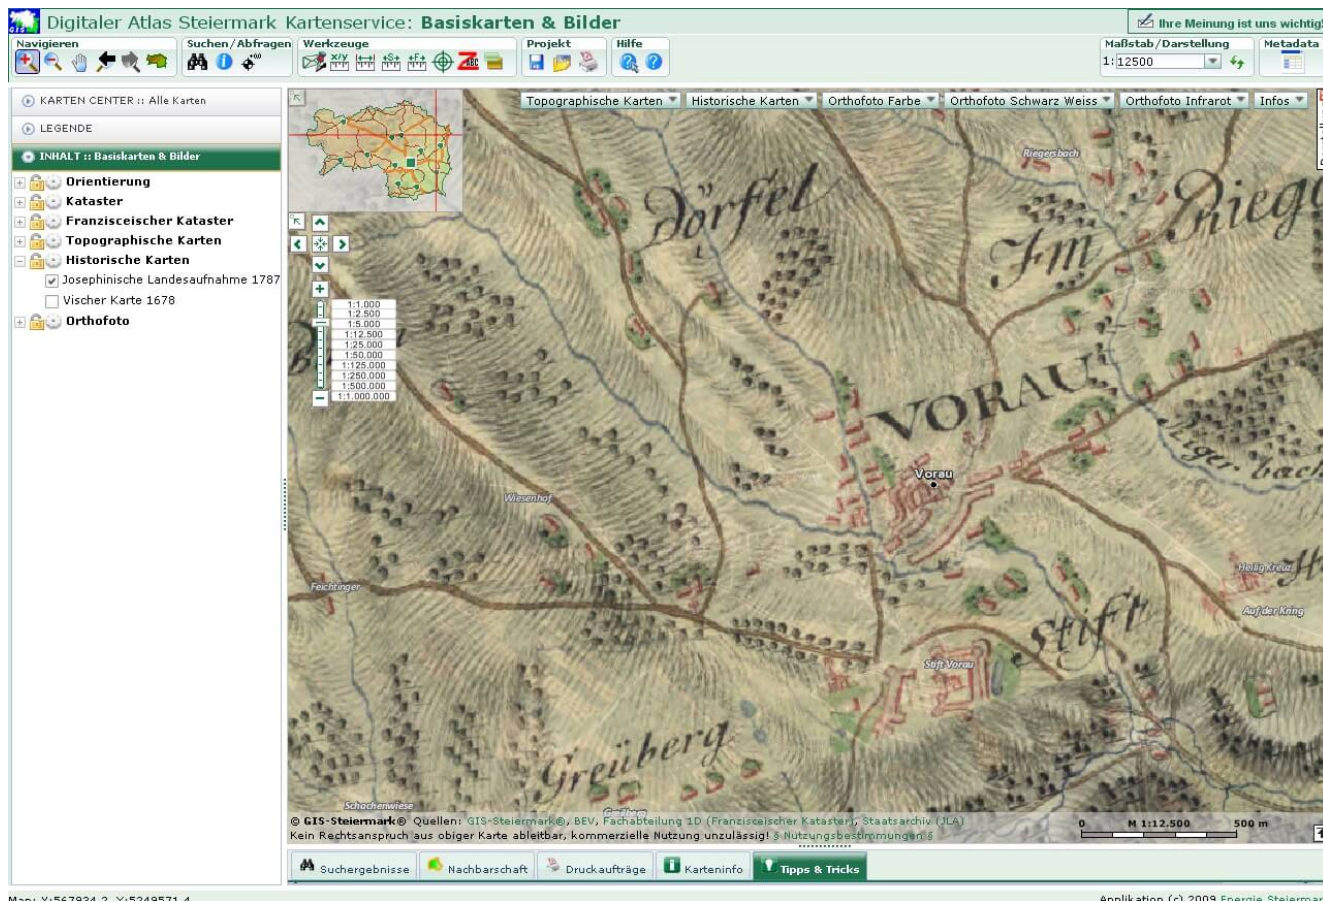 GIS Digitaler Atlas Steiermark Kartenservice: Basiskarten & Bilder
Ihre Meinung ist uns wichtig!
Navigieren Suchen/Abfragen Werkzeuge Projekt Hilfe Maßstab/Darstellung Metadata
X/Y ABC
1: 12500
KARTEN CENTER :: Alle Karten
LEGENDE
INHALT :: Basiskarten & Bilder
Orientierung
Kataster
Franzisceischer Kataster
Topographische Karten
Historische Karten
Josephinische Landesaufnahme 1787
Vischer Karte 1678
Orthofoto
Topographische Karten Historische Karten Orthofoto Farbe Orthofoto Schwarz Weiss Orthofoto Infrarot Infos
1:1.000
1:2.500
1:5.000
1:12.500
1:25.000
1:50.000
1:125.000
1:250.000
1:500.000
1:1.000.000
Riegersbach
Dörfel
Im
VORAU
Vorau
Wiesenhof
Feichtinger
Heilig Kreuz
Auf der Kring
Stift
Stift Vorau
Greüberg
Schachenwiese
© GIS-Steiermark® Quellen: GIS-Steiermark®, BEV, Fachabteilung 1D (Franzisceischer Kataster), Staatsarchiv (JLA)
Kein Rechtsanspruch aus obiger Karte ableitbar, kommerzielle Nutzung unzulässig! § Nutzungsbestimmungen §
0 M 1:12.500 500 m
Suchergebnisse Nachbarschaft Druckaufträge Karteninfo Tipps & Tricks
Map: X:567934.2, Y:5249571.4
Applikation (c) 2009 Energie Steiermark